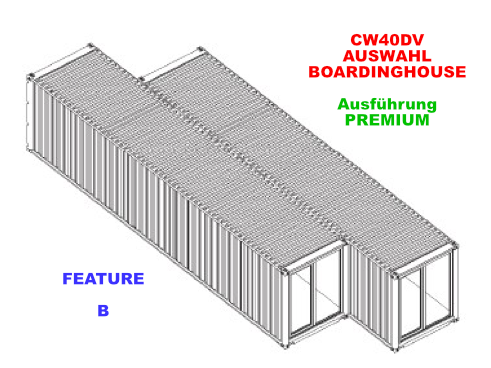 CW40DV
AUSWAHL
BOARDINGHOUSE
Ausführung
PREMIUM
FEATURE
B